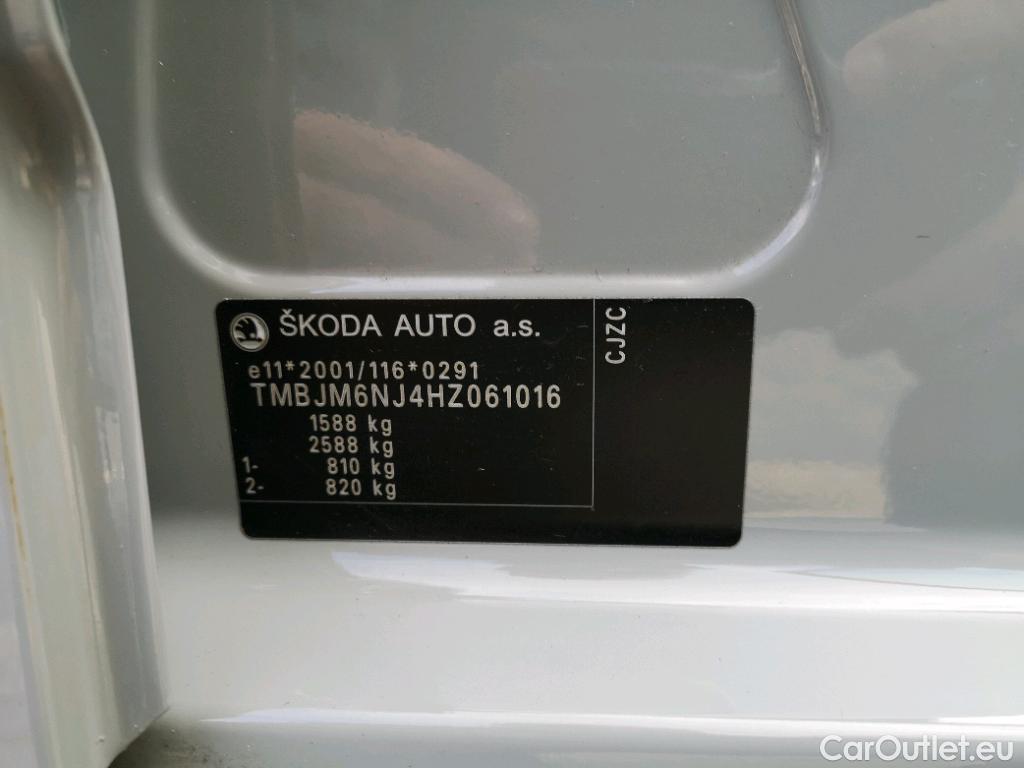 ŠKODA AUTO a.s.
CJZC
e11*2001/116*0291
TMBJM6NJ4HZ061016
1588 kg
2588 kg
1- 810 kg
2- 820 kg
CarOutlet.eu